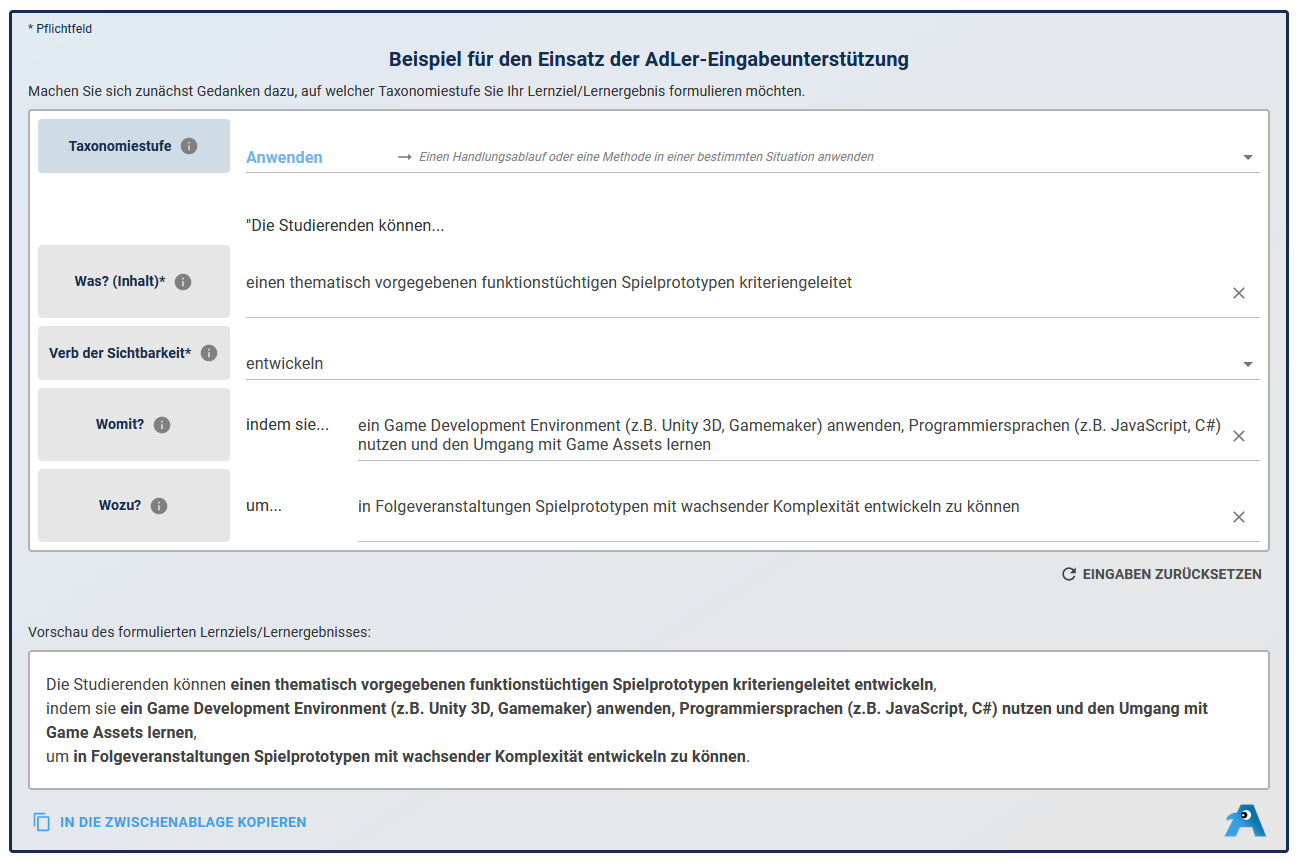 * Pflichtfeld
Beispiel für den Einsatz der AdLer-Eingabeunterstützung
Machen Sie sich zunächst Gedanken dazu, auf welcher Taxonomiestufe Sie Ihr Lernziel/Lernergebnis formulieren möchten.
Taxonomiestufe
Anwenden → Einen Handlungsablauf oder eine Methode in einer bestimmten Situation anwenden
"Die Studierenden können...
Was? (Inhalt)*
einen thematisch vorgegebenen funktionstüchtigen Spielprototypen kriteriengeleitet
Verb der Sichtbarkeit*
entwickeln
Womit?
indem sie...
ein Game Development Environment (z.B. Unity 3D, Gamemaker) anwenden, Programmiersprachen (z.B. JavaScript, C#)
nutzen und den Umgang mit Game Assets lernen
Wozu?
um...
in Folgeveranstaltungen Spielprototypen mit wachsender Komplexität entwickeln zu können
EINGABEN ZURÜCKSETZEN
Vorschau des formulierten Lernziels/Lernergebnisses:
Die Studierenden können einen thematisch vorgegebenen funktionstüchtigen Spielprototypen kriteriengeleitet entwickeln,
indem sie ein Game Development Environment (z.B. Unity 3D, Gamemaker) anwenden, Programmiersprachen (z.B. JavaScript, C#) nutzen und den Umgang mit
Game Assets lernen,
um in Folgeveranstaltungen Spielprototypen mit wachsender Komplexität entwickeln zu können.
IN DIE ZWISCHENABLAGE KOPIEREN